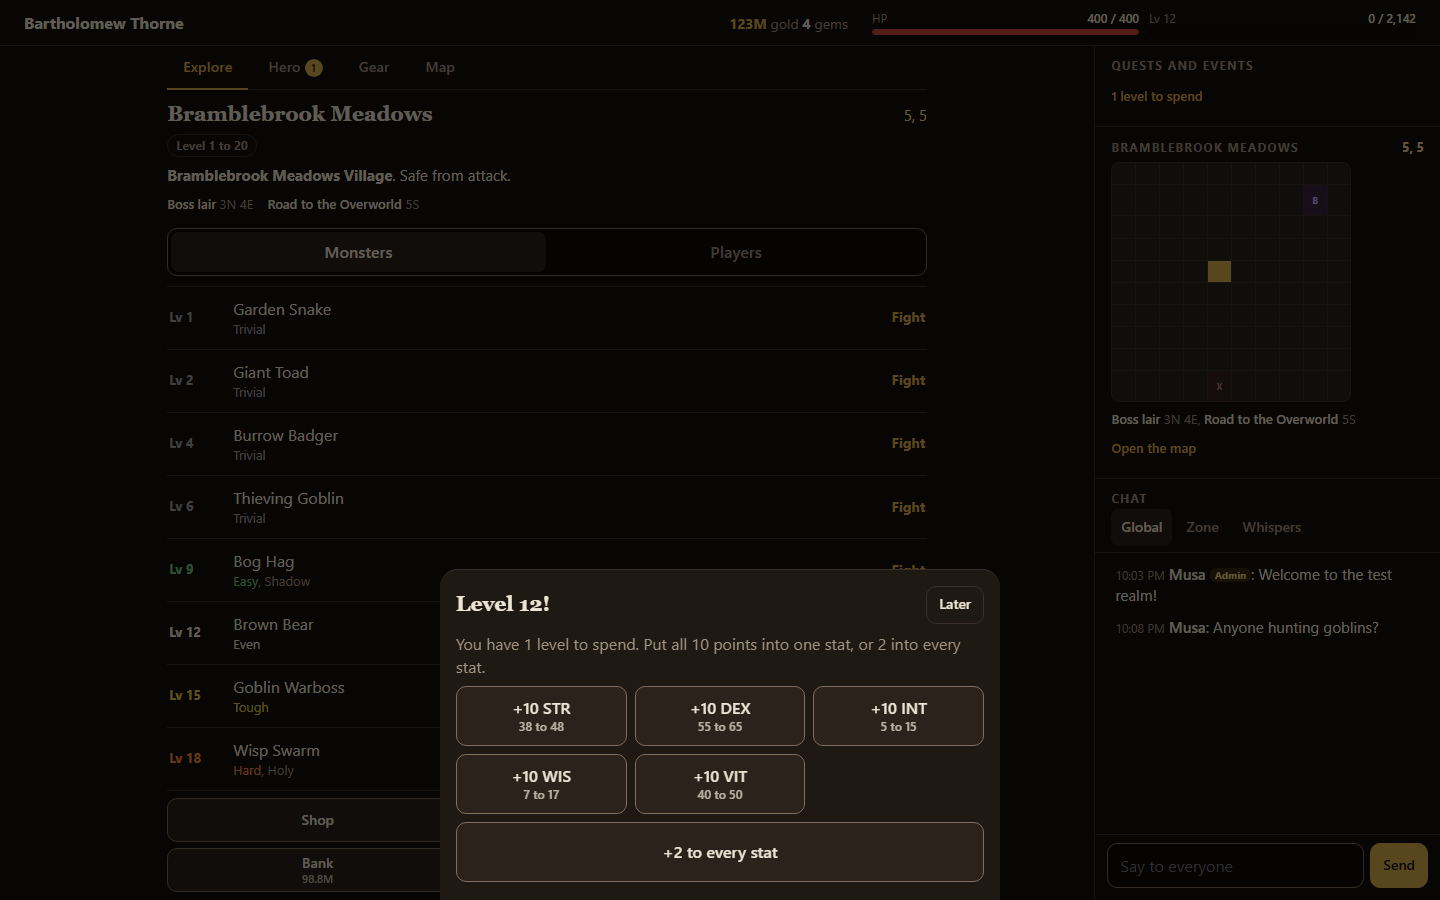 Bartholomew Thorne
123M gold 4 gems
HP 400 / 400
Lv 12 0 / 2,142
Explore
Hero 1
Gear
Map
Bramblebrook Meadows
5, 5
Level 1 to 20
Bramblebrook Meadows Village. Safe from attack.
Boss lair 3N 4E Road to the Overworld 5S
Monsters
Players
Lv 1
Garden Snake
Trivial
Fight
Lv 2
Giant Toad
Trivial
Fight
Lv 4
Burrow Badger
Trivial
Fight
Lv 6
Thieving Goblin
Trivial
Fight
Lv 9
Bog Hag
Easy, Shadow
Fight
Lv 12
Brown Bear
Even
Lv 15
Goblin Warboss
Tough
Lv 18
Wisp Swarm
Hard, Holy
Shop
Bank
98.8M
Level 12!
Later
You have 1 level to spend. Put all 10 points into one stat, or 2 into every
stat.
+10 STR
38 to 48
+10 DEX
55 to 65
+10 INT
5 to 15
+10 WIS
7 to 17
+10 VIT
40 to 50
+2 to every stat
QUESTS AND EVENTS
1 level to spend
BRAMBLEBROOK MEADOWS
5, 5
B
X
Boss lair 3N 4E, Road to the Overworld 5S
Open the map
CHAT
Global
Zone
Whispers
10:03 PM Musa Admin: Welcome to the test
realm!
10:08 PM Musa: Anyone hunting goblins?
Say to everyone
Send